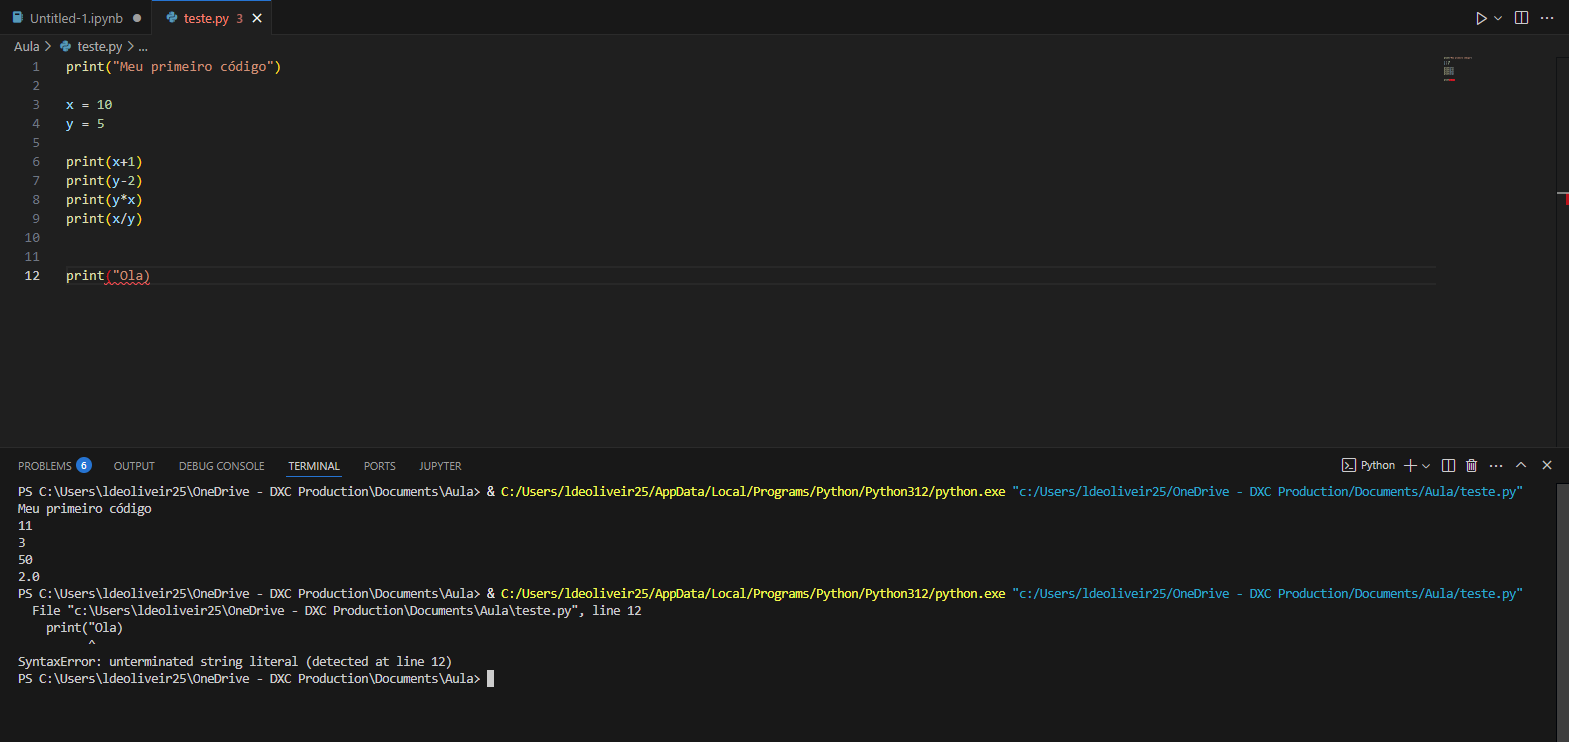 Untitled-1.ipynb
teste.py 3
Aula > teste.py > ...
1 print("Meu primeiro código")
2
3 x = 10
4 y = 5
5
6 print(x+1)
7 print(y-2)
8 print(y*x)
9 print(x/y)
10
11
12 print("Ola)
PROBLEMS 6 OUTPUT DEBUG CONSOLE TERMINAL PORTS JUPYTER
Python
PS C:\Users\ldeoliveir25\OneDrive - DXC Production\Documents\Aula> & C:/Users/ldeoliveir25/AppData/Local/Programs/Python/Python312/python.exe "c:/Users/ldeoliveir25/OneDrive - DXC Production/Documents/Aula/teste.py"
Meu primeiro código
11
3
50
2.0
PS C:\Users\ldeoliveir25\OneDrive - DXC Production\Documents\Aula> & C:/Users/ldeoliveir25/AppData/Local/Programs/Python/Python312/python.exe "c:/Users/ldeoliveir25/OneDrive - DXC Production/Documents/Aula/teste.py"
File "c:\Users\ldeoliveir25\OneDrive - DXC Production\Documents\Aula\teste.py", line 12
print("Ola)
^
SyntaxError: unterminated string literal (detected at line 12)
PS C:\Users\ldeoliveir25\OneDrive - DXC Production\Documents\Aula>